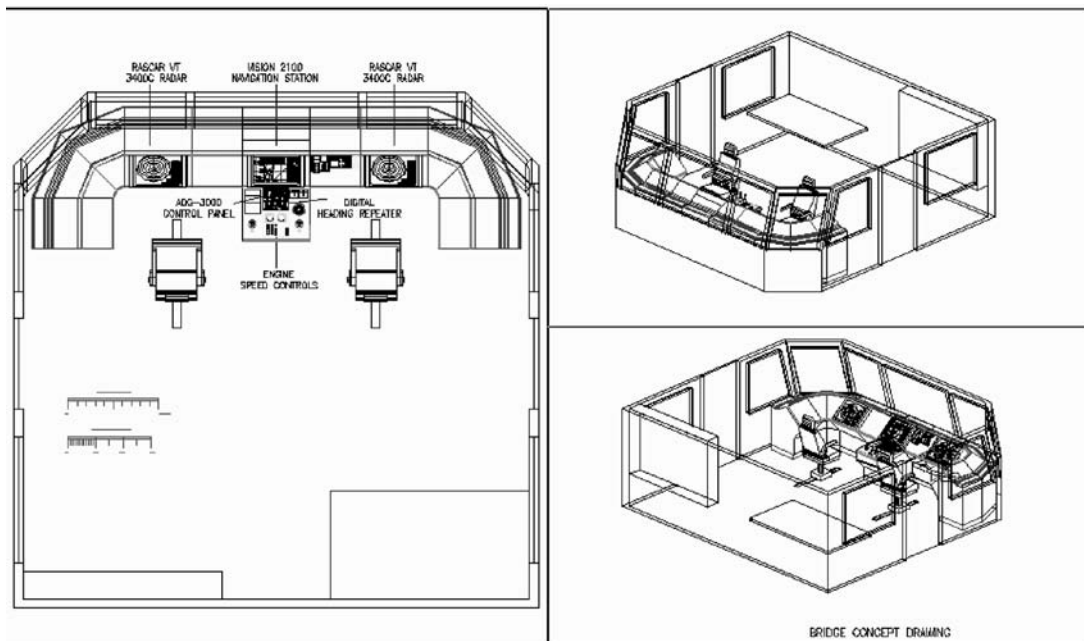 RASCAR VT
3400C RADAR
VISION 2100
NAVIGATION STATION
RASCAR VT
3400C RADAR
ADG-3000
CONTROL PANEL
DIGITAL
HEADING REPEATER
ENGINE
SPEED CONTROLS
BRIDGE CONCEPT DRAWING